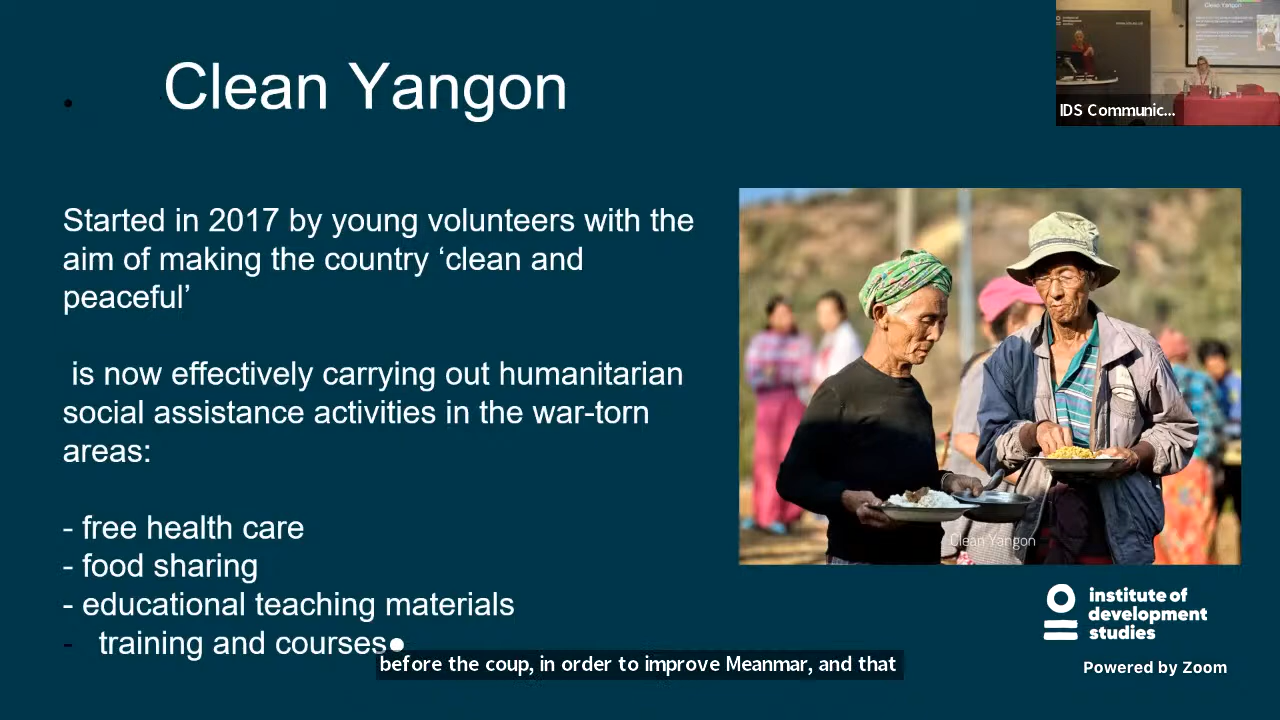 Clean Yangon
IDS Communic...
Started in 2017 by young volunteers with the
aim of making the country ‘clean and
peaceful’
is now effectively carrying out humanitarian
social assistance activities in the war-torn
areas:
- free health care
- food sharing
- educational teaching materials
- training and courses
Clean Yangon
institute of
development
studies
before the coup, in order to improve Meanmar, and that
Powered by Zoom